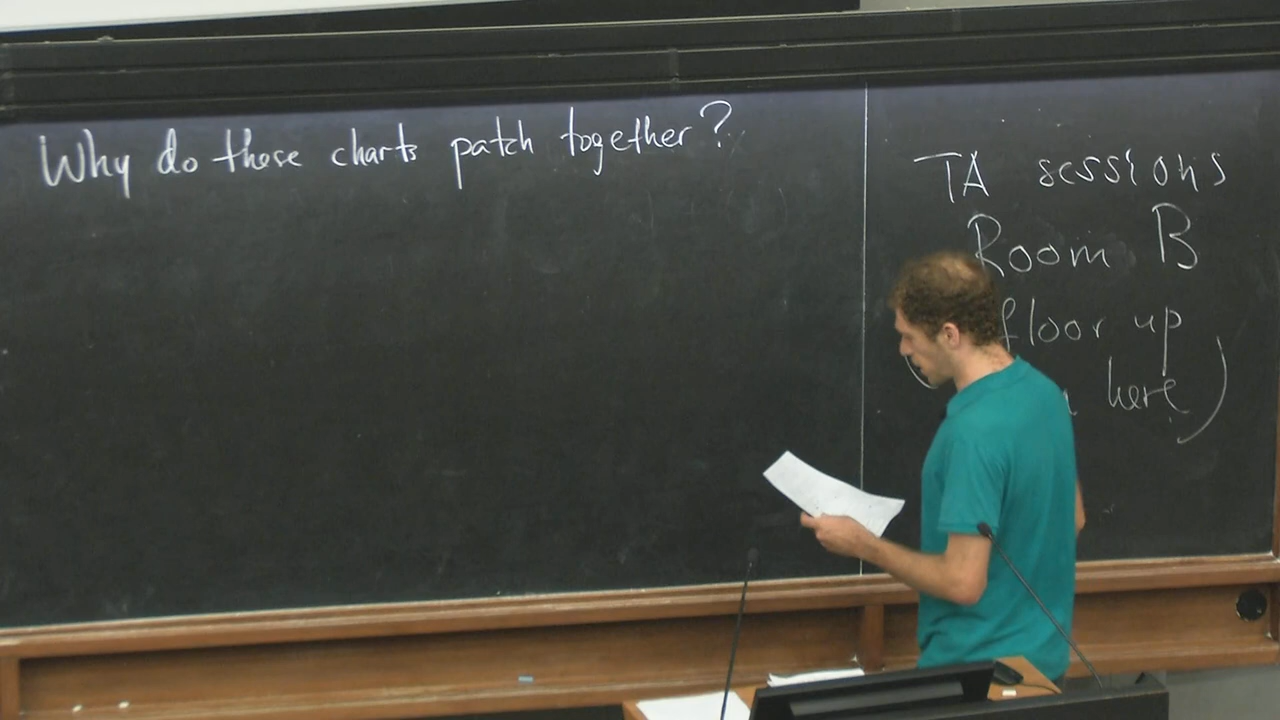 Why do these charts patch together?
TA sessions
Room B
floor up
( here)